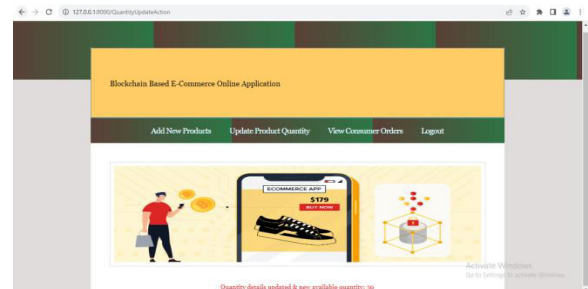 127.0.0.1:8000/QuantityUpdateAction
Blockchain Based E-Commerce Online Application
Add New Products Update Product Quantity View Consumer Orders Logout
ECOMMERCE APP
$179
BUY NOW
Activate Windows
Go to Settings to activate Windows.
Quantity details updated & new available quantity: 30